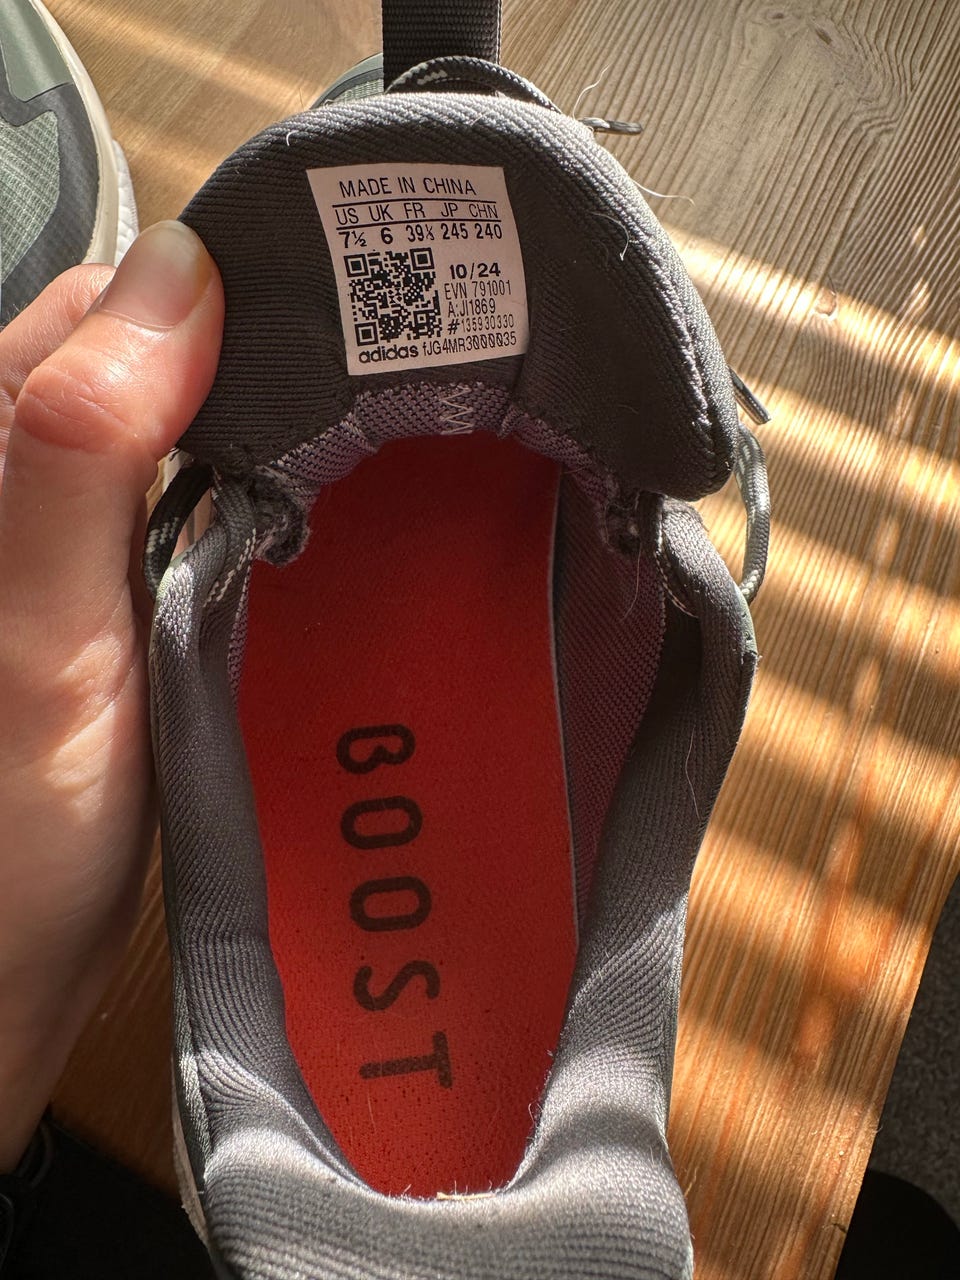 MADE IN CHINA
US UK FR JP CHN
7½ 6 39⅓ 245 240
10/24
EVN 791001
A:JI1869
#135930330
adidas fJG4MR3000035
BOOST